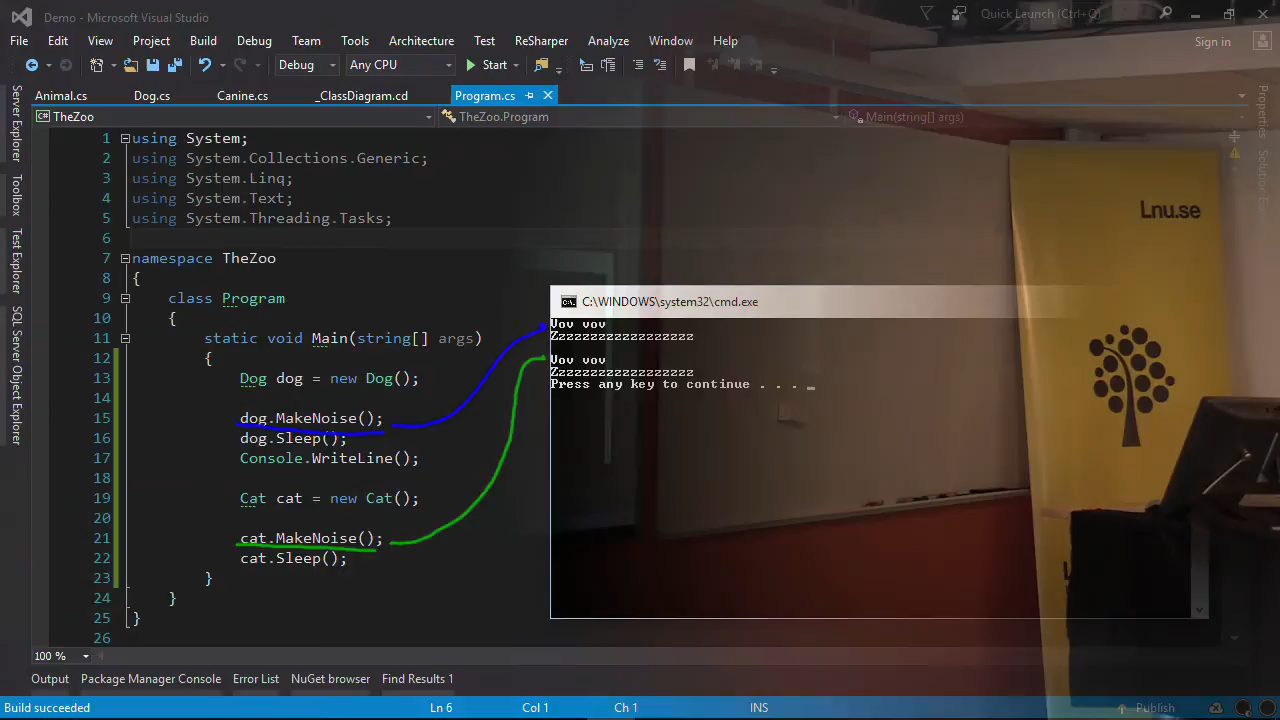 Demo - Microsoft Visual Studio
Quick Launch (Ctrl+Q)
File Edit View Project Build Debug Team Tools Architecture Test ReSharper Analyze Window Help
Sign in
Debug Any CPU Start
Animal.cs Dog.cs Canine.cs _ClassDiagram.cd Program.cs
TheZoo TheZoo.Program Main(string[] args)
Server Explorer
Toolbox
Test Explorer
SQL Server Object Explorer
Properties
1 using System;
2 using System.Collections.Generic;
3 using System.Linq;
4 using System.Text;
5 using System.Threading.Tasks;
6
7 namespace TheZoo
8 {
9 class Program
10 {
11 static void Main(string[] args)
12 {
13 Dog dog = new Dog();
14
15 dog.MakeNoise();
16 dog.Sleep();
17 Console.WriteLine();
18
19 Cat cat = new Cat();
20
21 cat.MakeNoise();
22 cat.Sleep();
23 }
24 }
25 }
26
C:\WINDOWS\system32\cmd.exe
Vov vov
Zzzzzzzzzzzzzzzzzz
Vov vov
Zzzzzzzzzzzzzzzzzz
Press any key to continue . . . _
Lnu.se
100 %
Output Package Manager Console Error List NuGet browser Find Results 1
Build succeeded Ln 6 Col 1 Ch 1 INS Publish